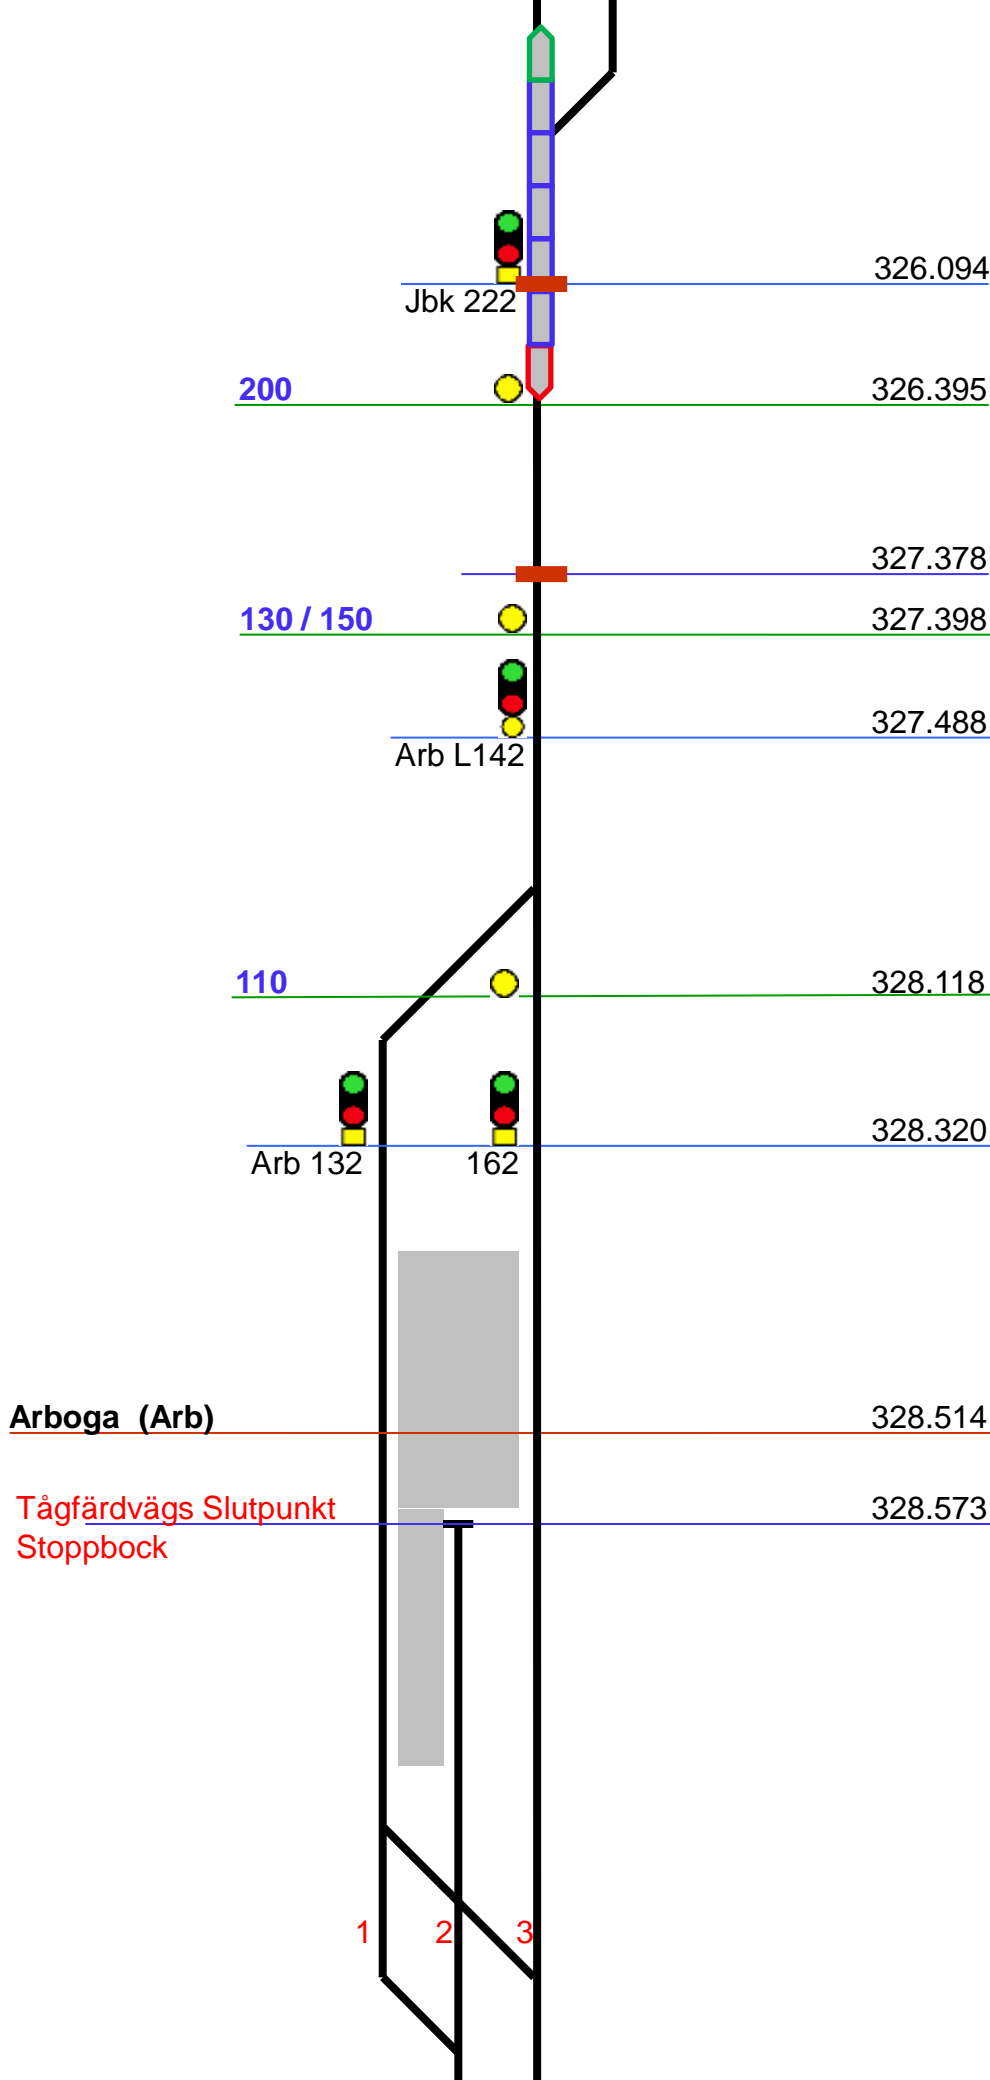 326.094
Jbk 222
200 326.395
327.378
130 / 150 327.398
327.488
Arb L142
110 328.118
328.320
Arb 132 162
Arboga (Arb) 328.514
Tågfärdvägs Slutpunkt 328.573
Stoppbock
1 2 3